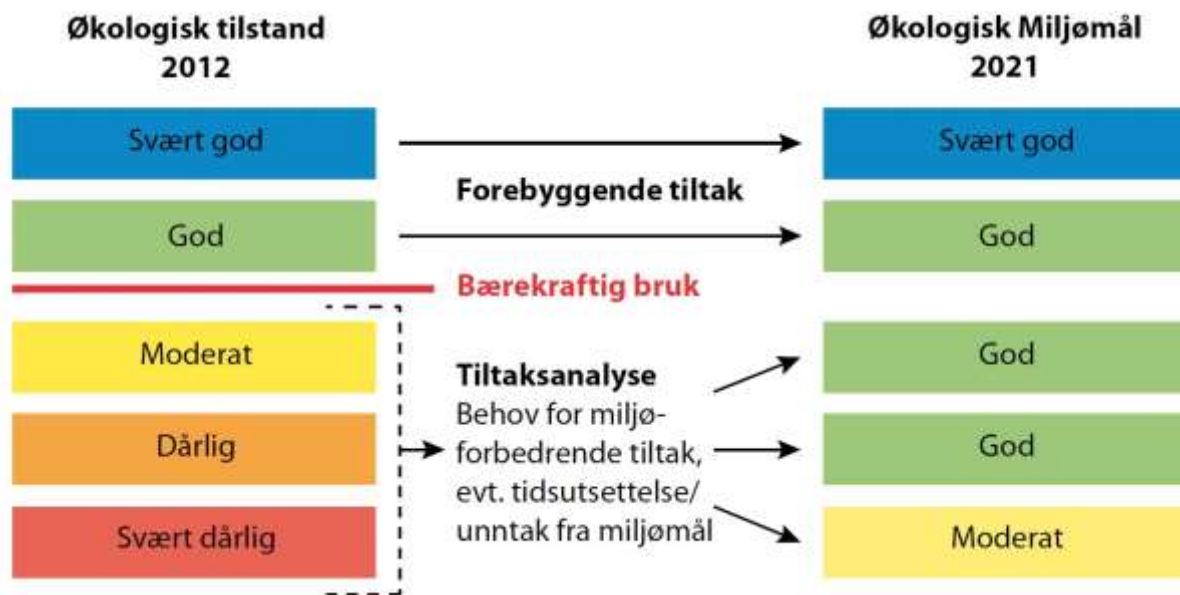 Økologisk tilstand
2012
Økologisk Miljømål
2021
Svært god
Svært god
Forebyggende tiltak
God
God
Bærekraftig bruk
Moderat
Dårlig
Svært dårlig
Tiltaksanalyse
Behov for miljø-
forbedrende tiltak,
evt. tidsutsettelse/
unntak fra miljømål
God
God
Moderat